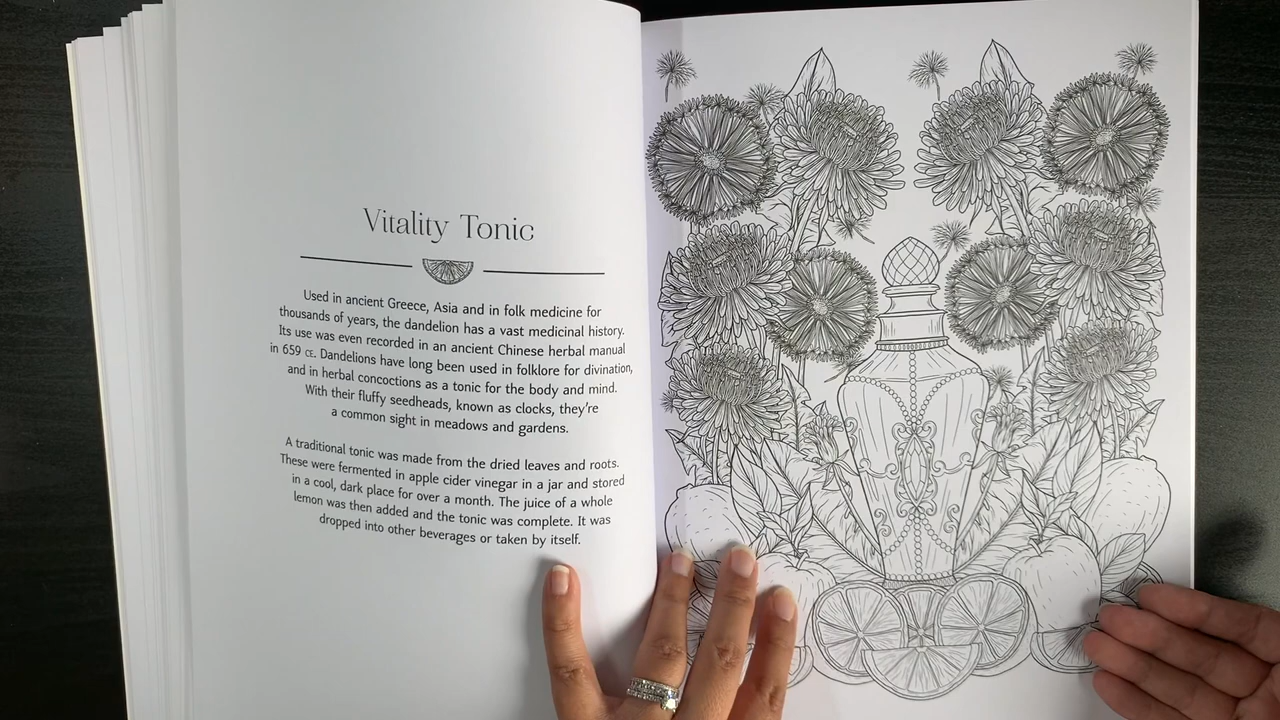 Vitality Tonic
Used in ancient Greece, Asia and in folk medicine for
thousands of years, the dandelion has a vast medicinal history.
Its use was even recorded in an ancient Chinese herbal manual
in 659 CE. Dandelions have long been used in folklore for divination,
and in herbal concoctions as a tonic for the body and mind.
With their fluffy seedheads, known as clocks, they're
a common sight in meadows and gardens.
A traditional tonic was made from the dried leaves and roots.
These were fermented in apple cider vinegar in a jar and stored
in a cool, dark place for over a month. The juice of a whole
lemon was then added and the tonic was complete. It was
dropped into other beverages or taken by itself.